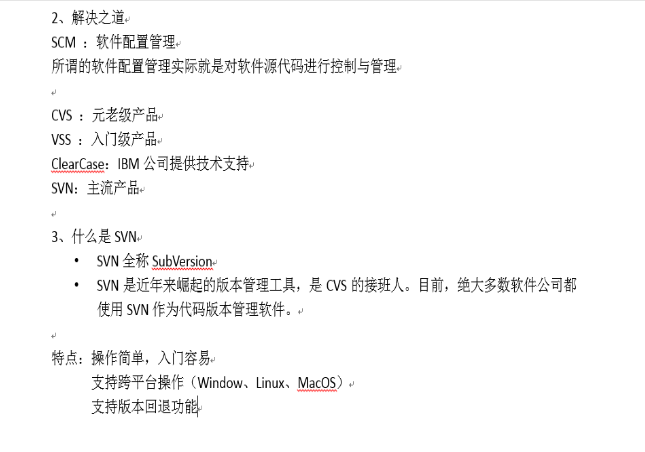 2、解决之道
SCM ：软件配置管理
所谓的软件配置管理实际就是对软件源代码进行控制与管理
CVS ：元老级产品
VSS ：入门级产品
ClearCase：IBM 公司提供技术支持
SVN：主流产品
3、什么是 SVN
• SVN 全称 SubVersion
• SVN 是近年来崛起的版本管理工具，是 CVS 的接班人。目前，绝大多数软件公司都
使用 SVN 作为代码版本管理软件。
特点：操作简单，入门容易
支持跨平台操作（Window、Linux、MacOS）
支持版本回退功能